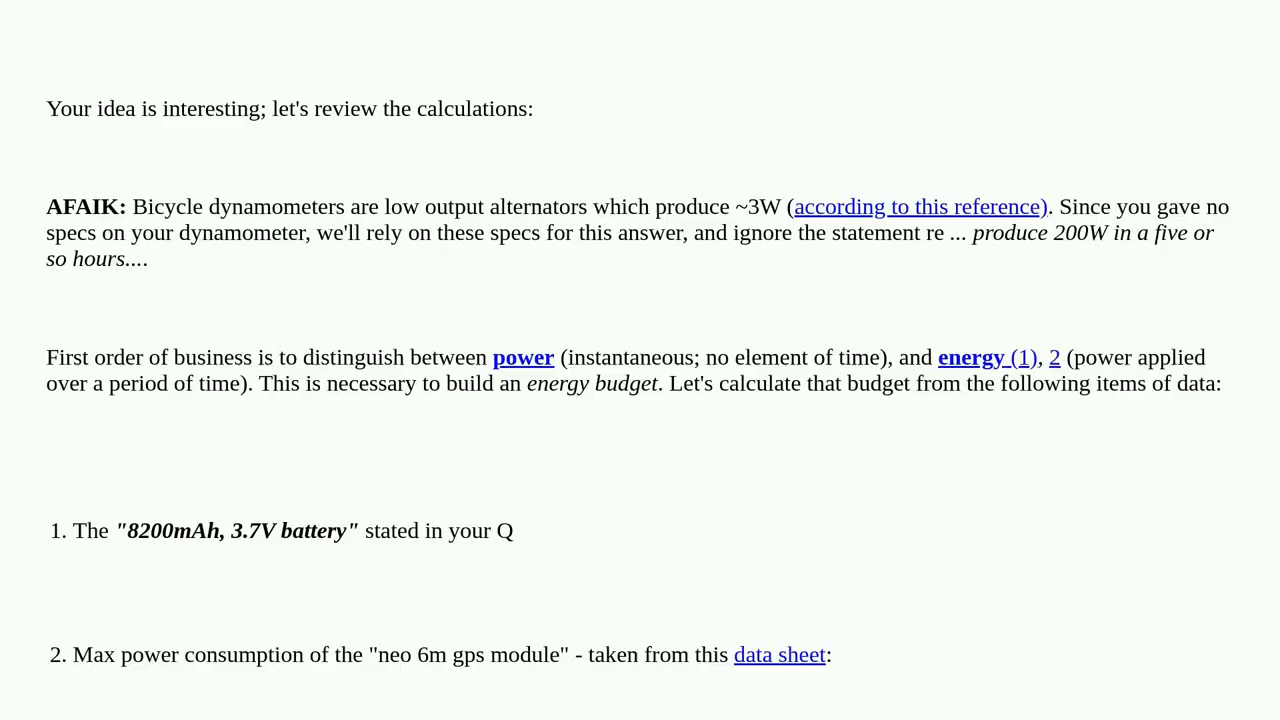 Your idea is interesting; let's review the calculations:
AFAIK: Bicycle dynamometers are low output alternators which produce ~3W (according to this reference). Since you gave no
specs on your dynamometer, we'll rely on these specs for this answer, and ignore the statement re ... produce 200W in a five or
so hours....
First order of business is to distinguish between power (instantaneous; no element of time), and energy (1), 2 (power applied
over a period of time). This is necessary to build an energy budget. Let's calculate that budget from the following items of data:
1. The "8200mAh, 3.7V battery" stated in your Q
2. Max power consumption of the "neo 6m gps module" - taken from this data sheet: